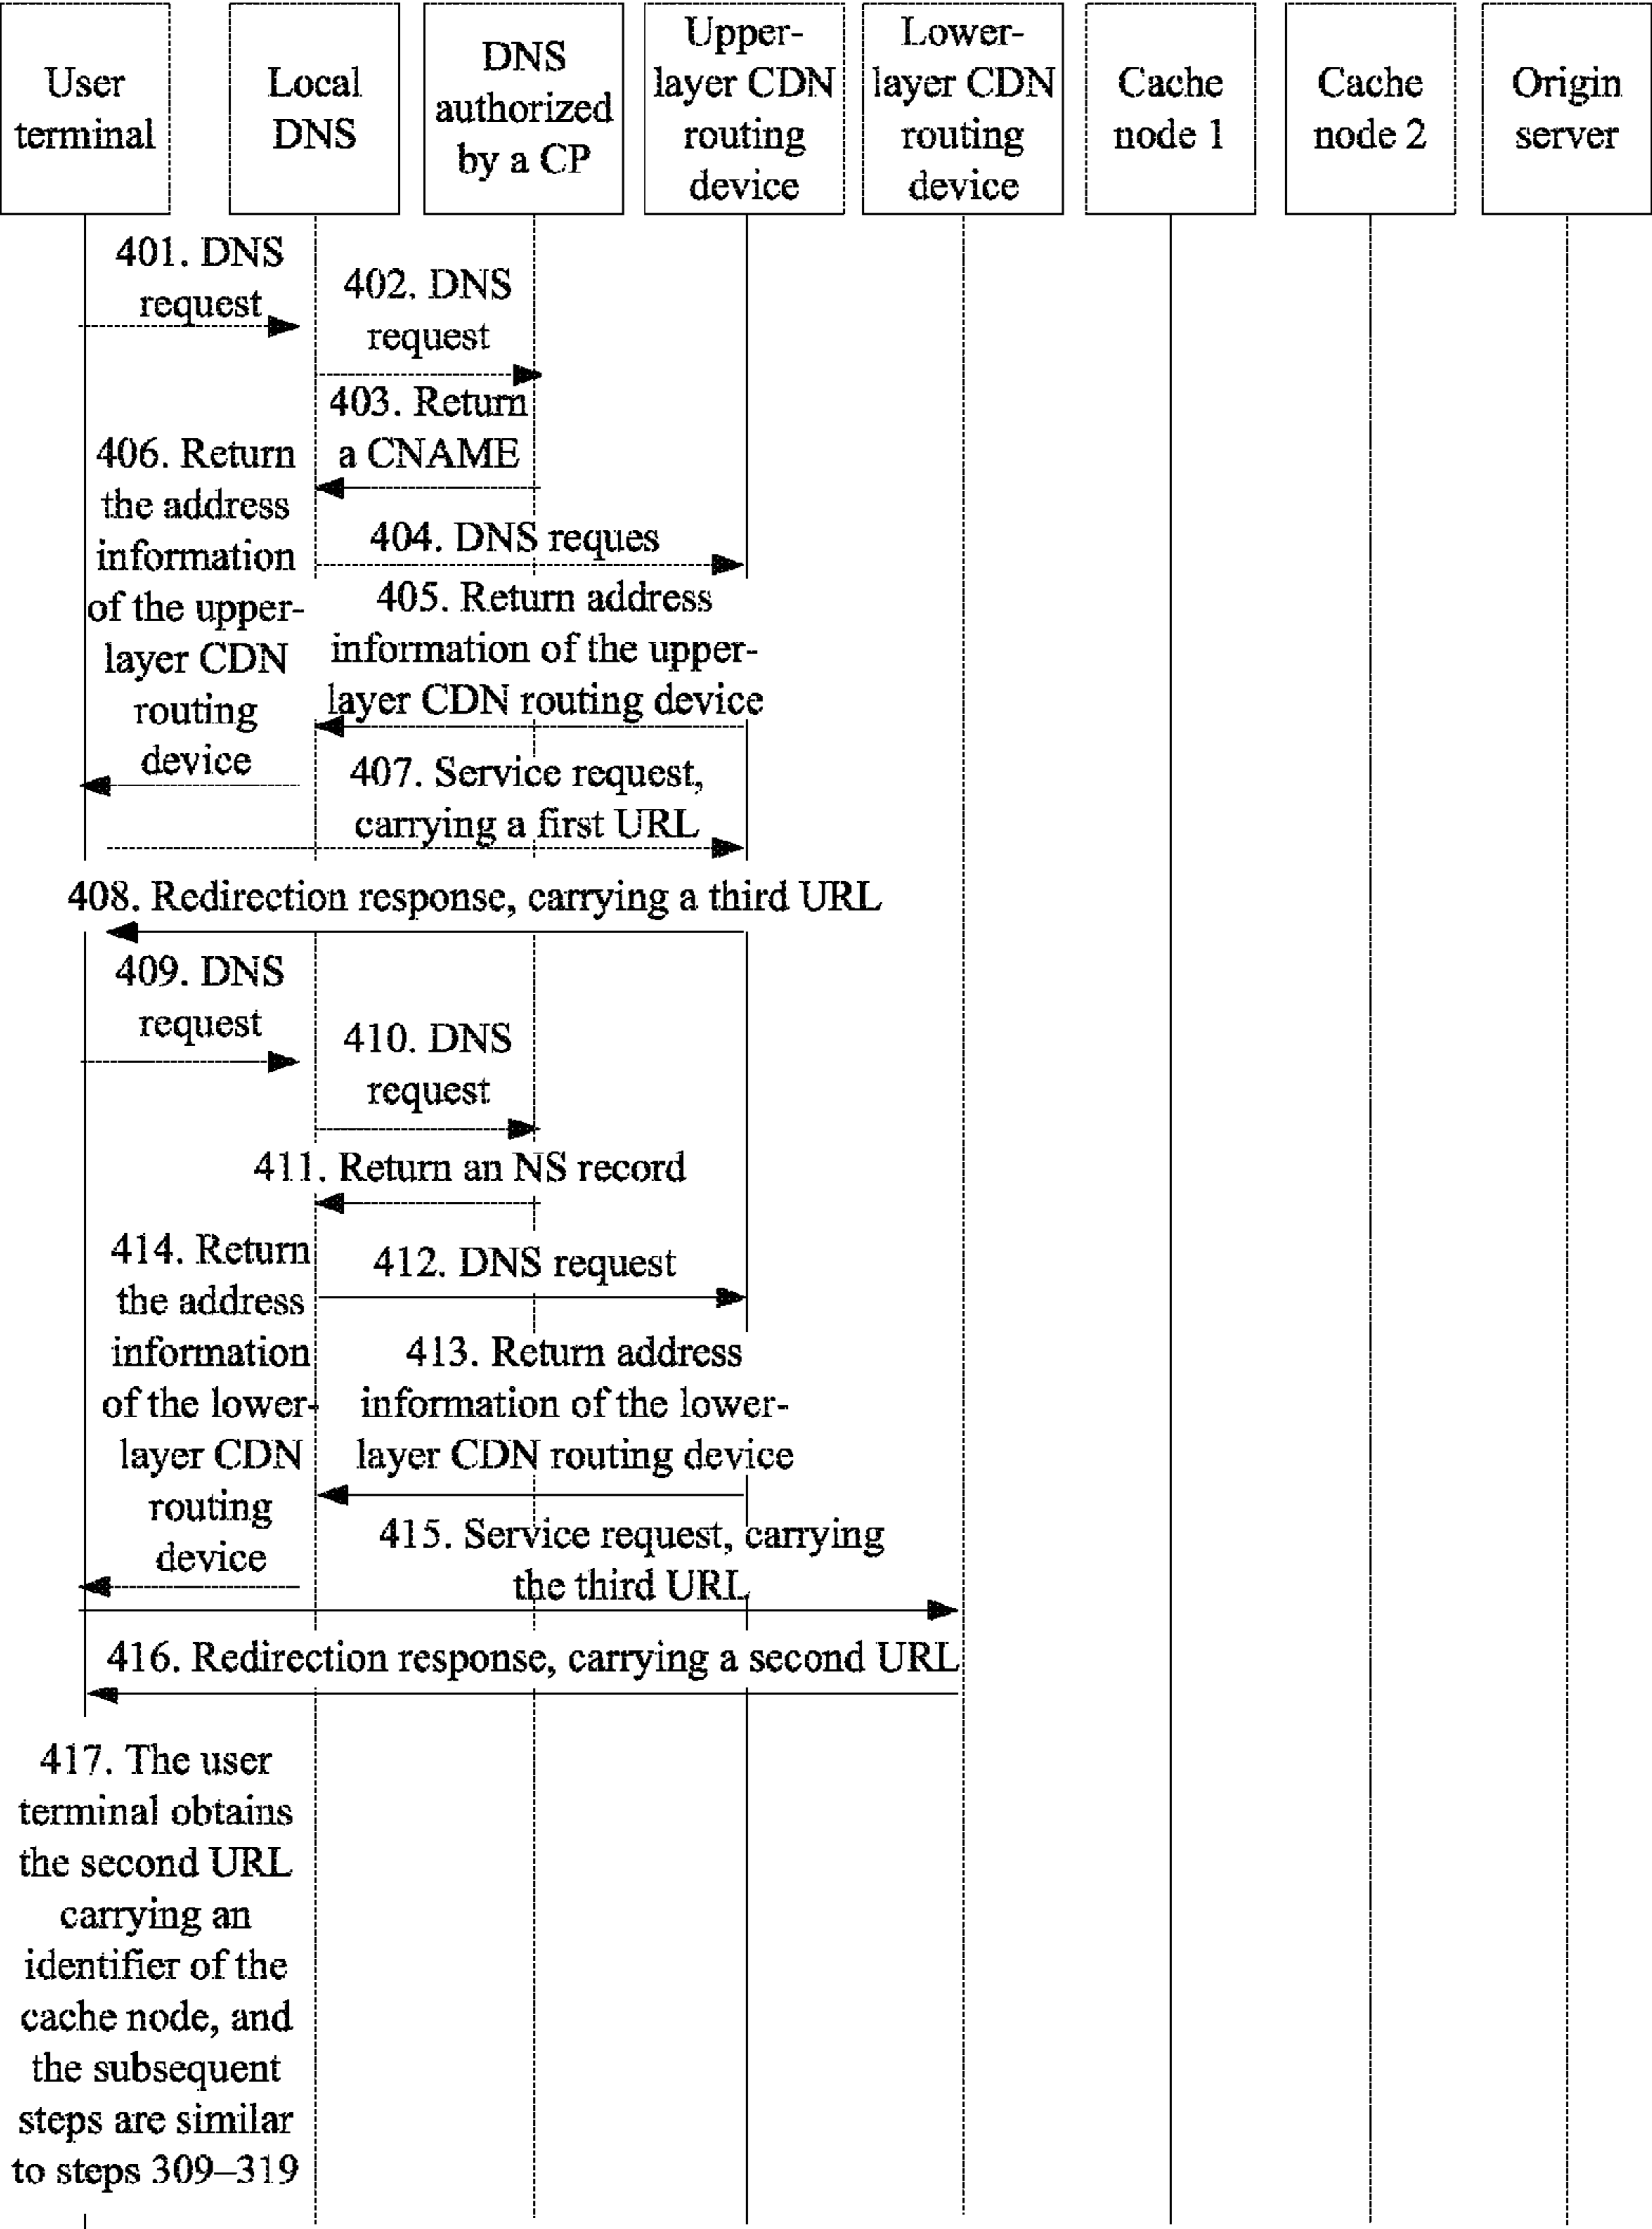 User
terminal
Local
DNS
DNS
authorized
by a CP
Upper-
layer CDN
routing
device
Lower-
layer CDN
routing
device
Cache
node 1
Cache
node 2
Origin
server
401. DNS
request
402. DNS
request
403. Return
a CNAME
404. DNS reques
405. Return address
information of the upper-
layer CDN routing device
406. Return
the address
information
of the upper-
layer CDN
routing
device
407. Service request,
carrying a first URL
408. Redirection response, carrying a third URL
409. DNS
request
410. DNS
request
411. Return an NS record
412. DNS request
413. Return address
information of the lower-
layer CDN routing device
414. Return
the address
information
of the lower-
layer CDN
routing
device
415. Service request, carrying
the third URL
416. Redirection response, carrying a second URL
417. The user
terminal obtains
the second URL
carrying an
identifier of the
cache node, and
the subsequent
steps are similar
to steps 309–319